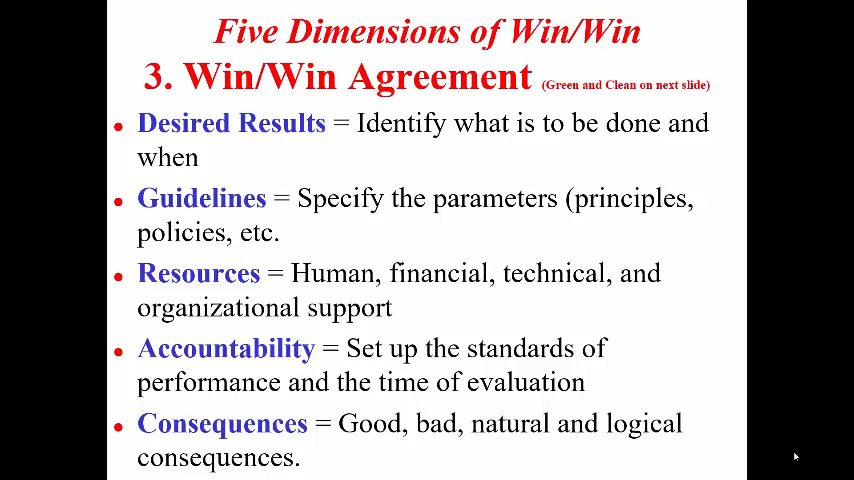 Five Dimensions of Win/Win
3. Win/Win Agreement (Green and Clean on next slide)
• Desired Results = Identify what is to be done and
when
• Guidelines = Specify the parameters (principles,
policies, etc.
• Resources = Human, financial, technical, and
organizational support
• Accountability = Set up the standards of
performance and the time of evaluation
• Consequences = Good, bad, natural and logical
consequences.